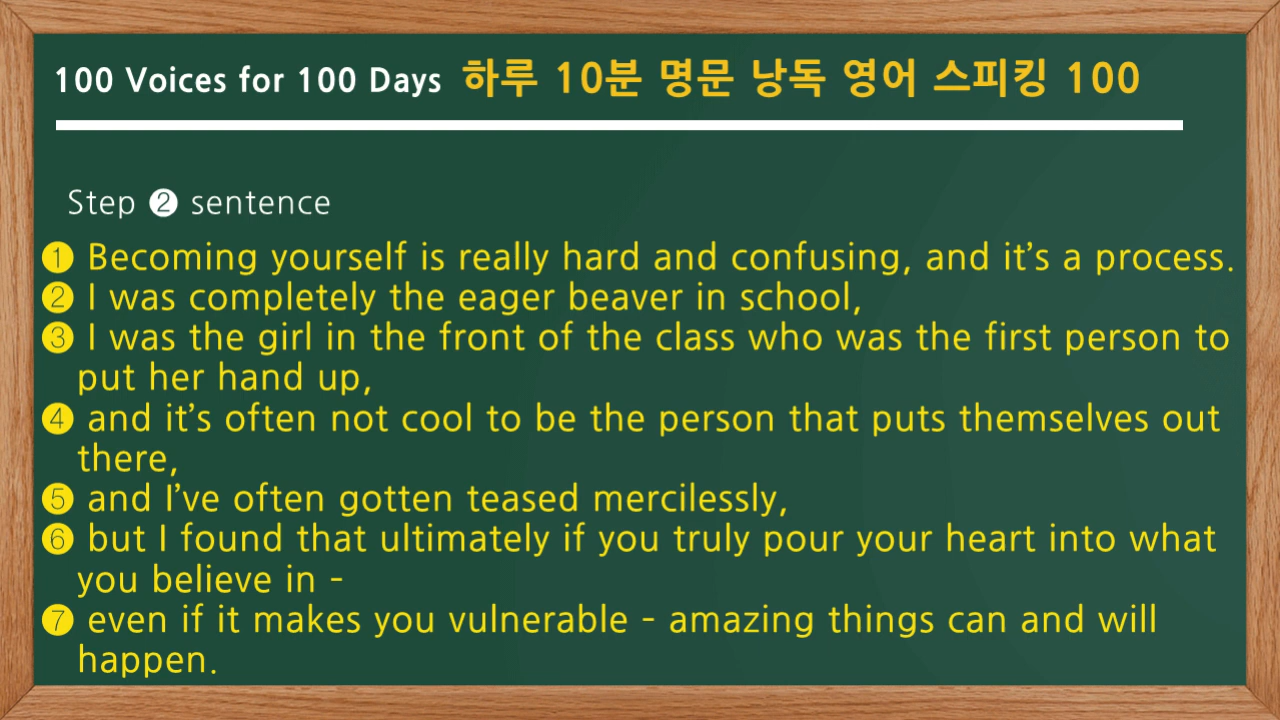 100 Voices for 100 Days 하루 10분 명문 낭독 영어 스피킹 100
Step ❷ sentence
❶ Becoming yourself is really hard and confusing, and it’s a process.
❷ I was completely the eager beaver in school,
❸ I was the girl in the front of the class who was the first person to
put her hand up,
❹ and it’s often not cool to be the person that puts themselves out
there,
❺ and I’ve often gotten teased mercilessly,
❻ but I found that ultimately if you truly pour your heart into what
you believe in -
❼ even if it makes you vulnerable - amazing things can and will
happen.